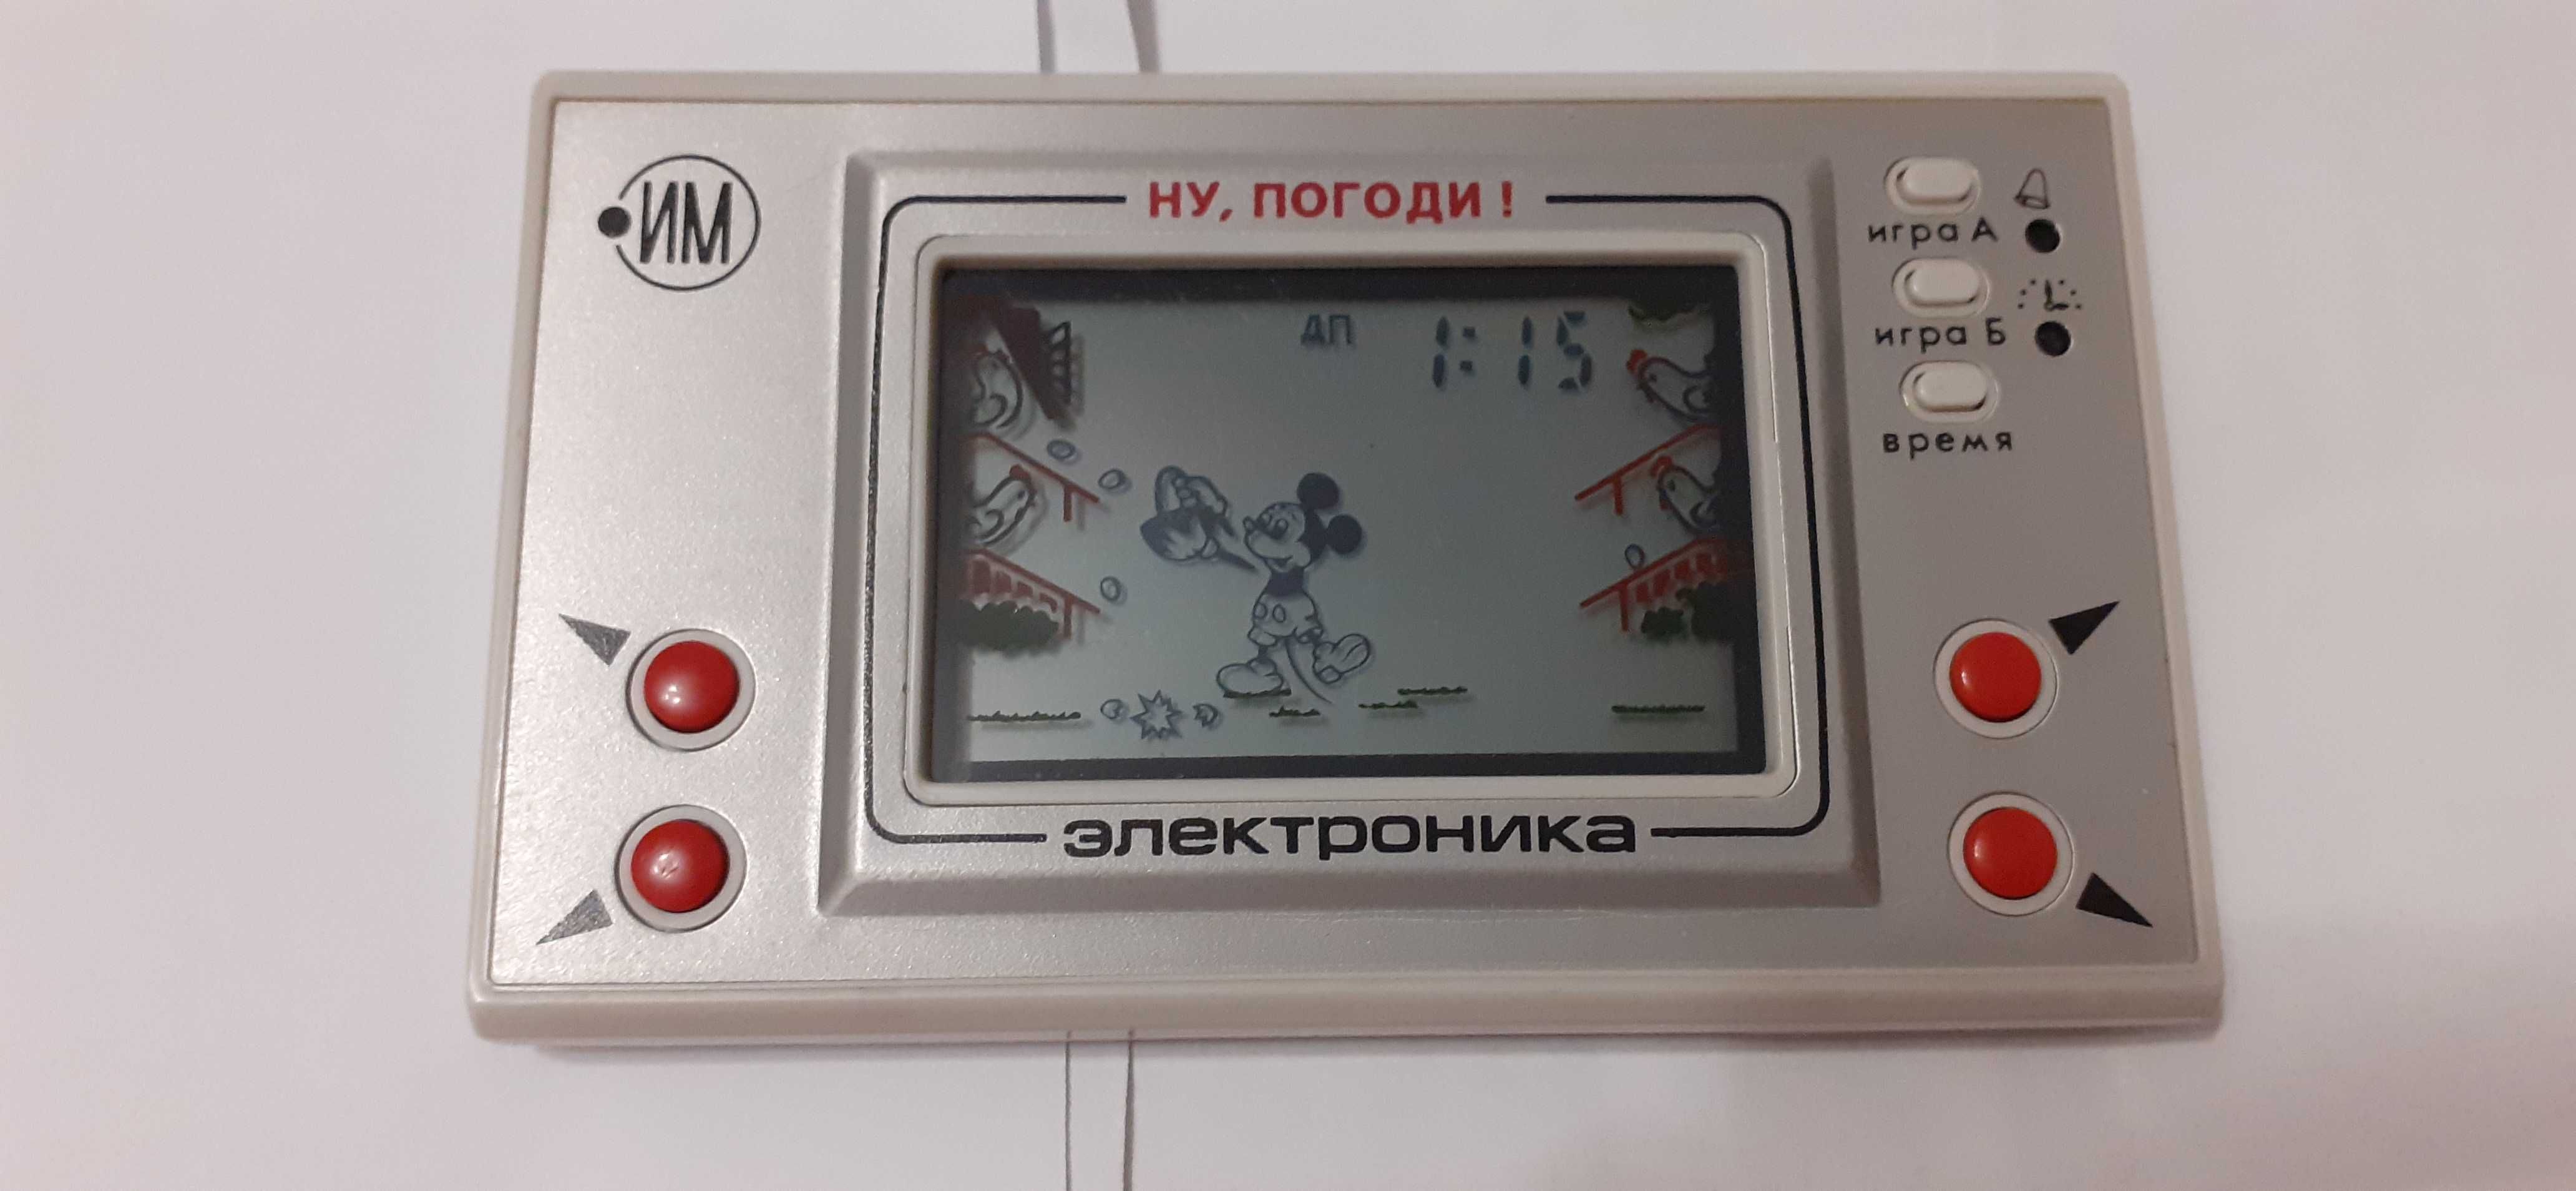 ИМ
НУ, ПОГОДИ!
ДП 1:15
игра А
игра Б
время
электроника